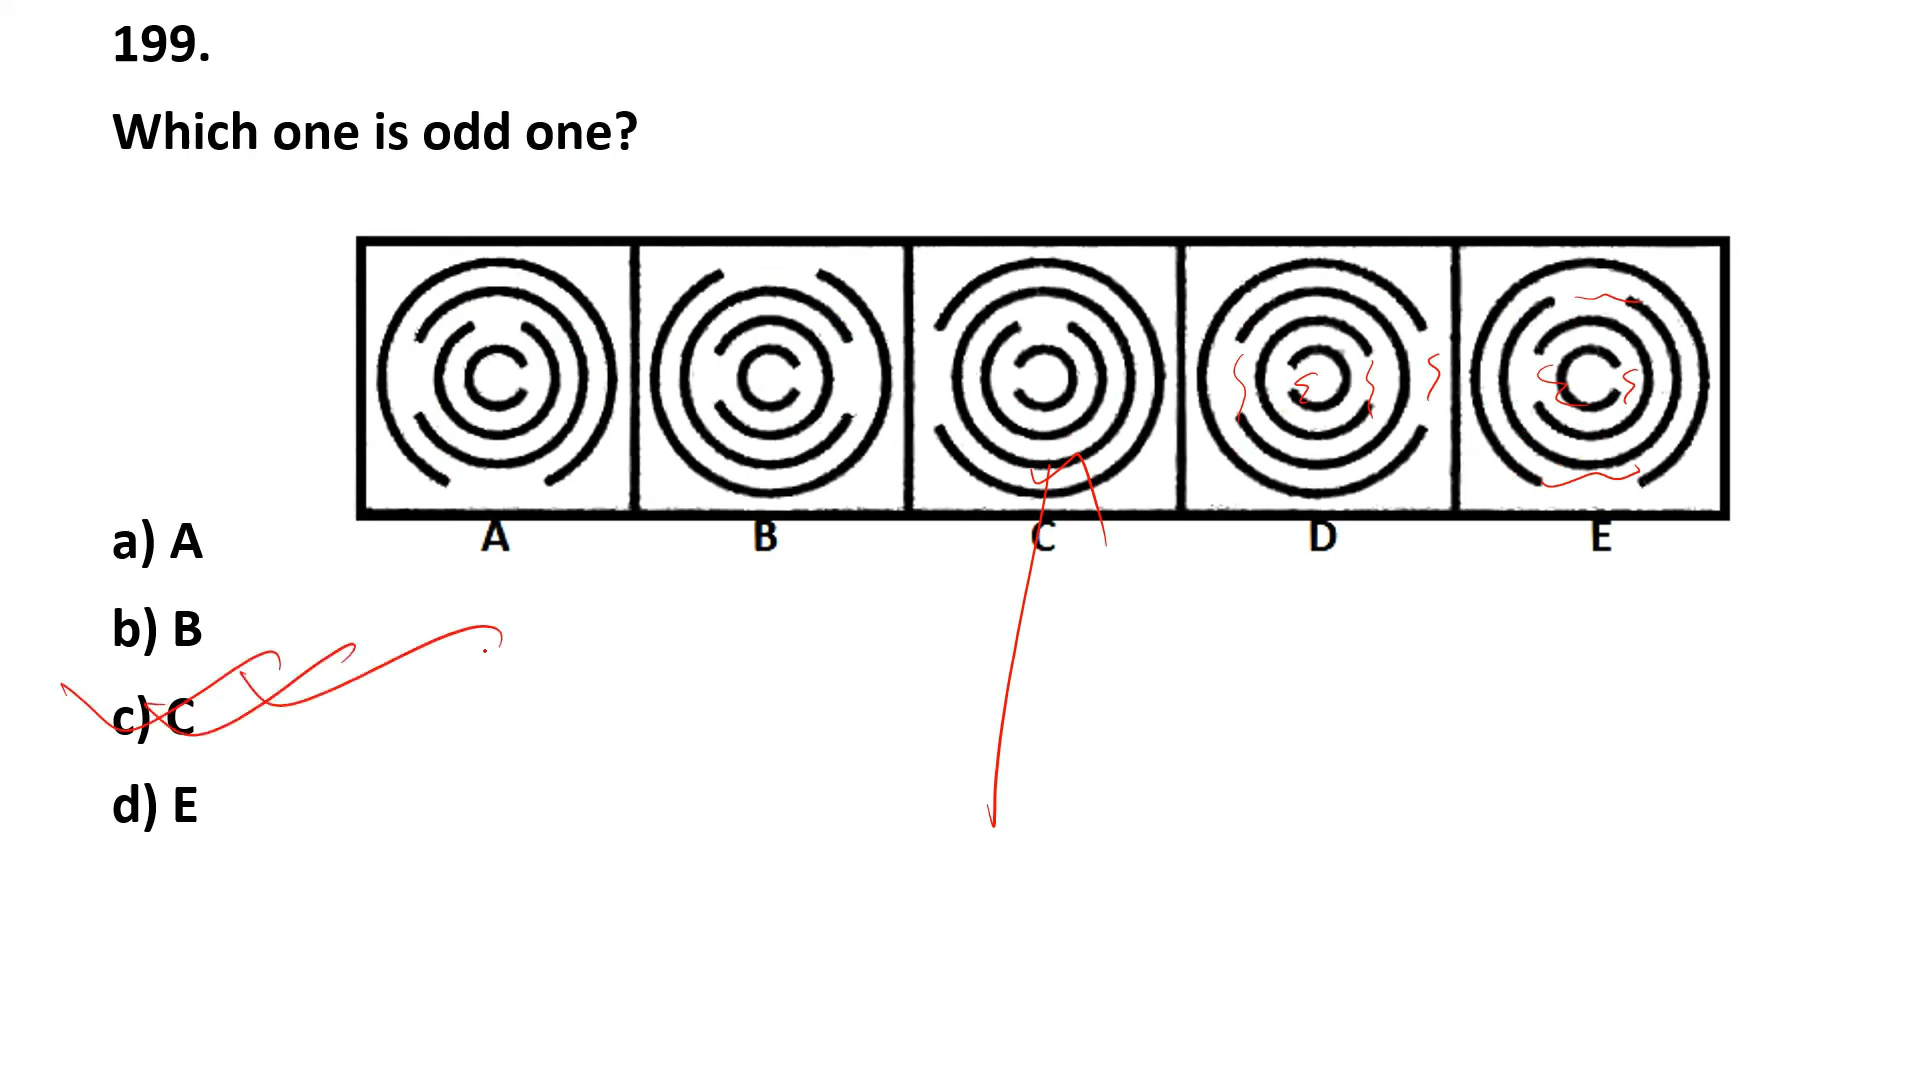 199.
Which one is odd one?
A B C D E
a) A
b) B
c) C
d) E